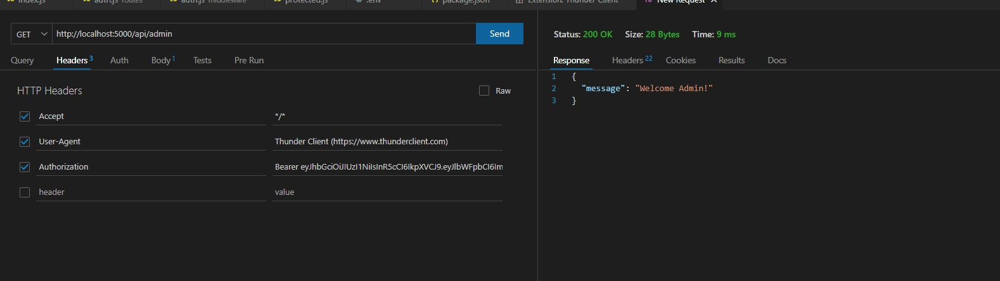 index.js auth.js routes auth.js middleware protected.js .env package.json Extension: Thunder Client New Request
GET http://localhost:5000/api/admin Send
Status: 200 OK Size: 28 Bytes Time: 9 ms
Query Headers 3 Auth Body 1 Tests Pre Run
Response Headers 22 Cookies Results Docs
HTTP Headers Raw
Accept */*
User-Agent Thunder Client (https://www.thunderclient.com)
Authorization Bearer eyJhbGciOiJIUzI1NiIsInR5cCI6IkpXVCJ9.eyJlbWFpbCI6Im
header value
1 {
2 "message": "Welcome Admin!"
3 }